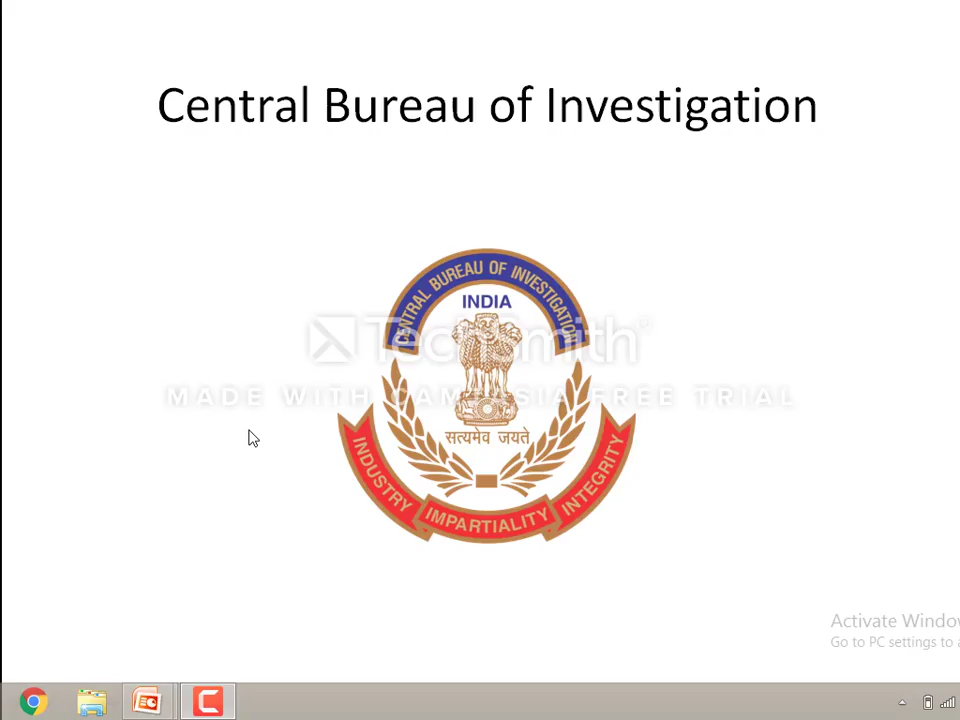 Central Bureau of Investigation
CENTRAL BUREAU OF INVESTIGATION
INDIA
TechSmith
MADE WITH CAMTASIA FREE TRIAL
सत्यमेव जयते
INDUSTRY IMPARTIALITY INTEGRITY
Activate Windo
Go to PC settings to a